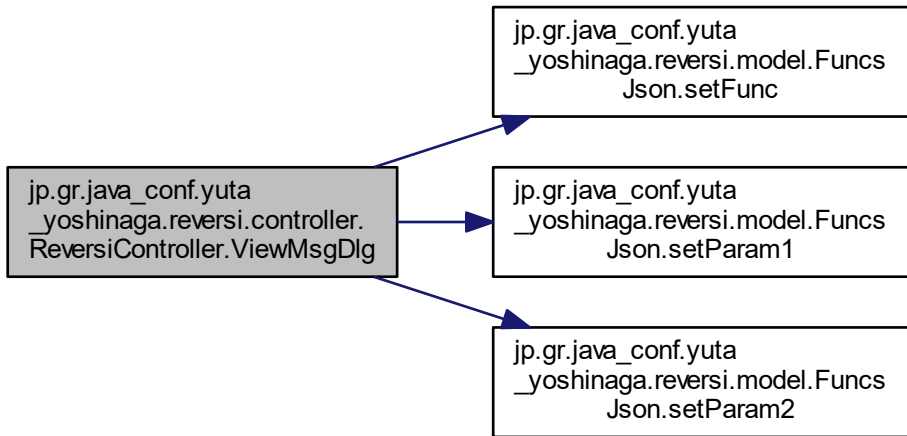 jp.gr.java_conf.yuta
_yoshinaga.reversi.controller.
ReversiController.ViewMsgDlg
jp.gr.java_conf.yuta
_yoshinaga.reversi.model.Funcs
Json.setFunc
jp.gr.java_conf.yuta
_yoshinaga.reversi.model.Funcs
Json.setParam1
jp.gr.java_conf.yuta
_yoshinaga.reversi.model.Funcs
Json.setParam2